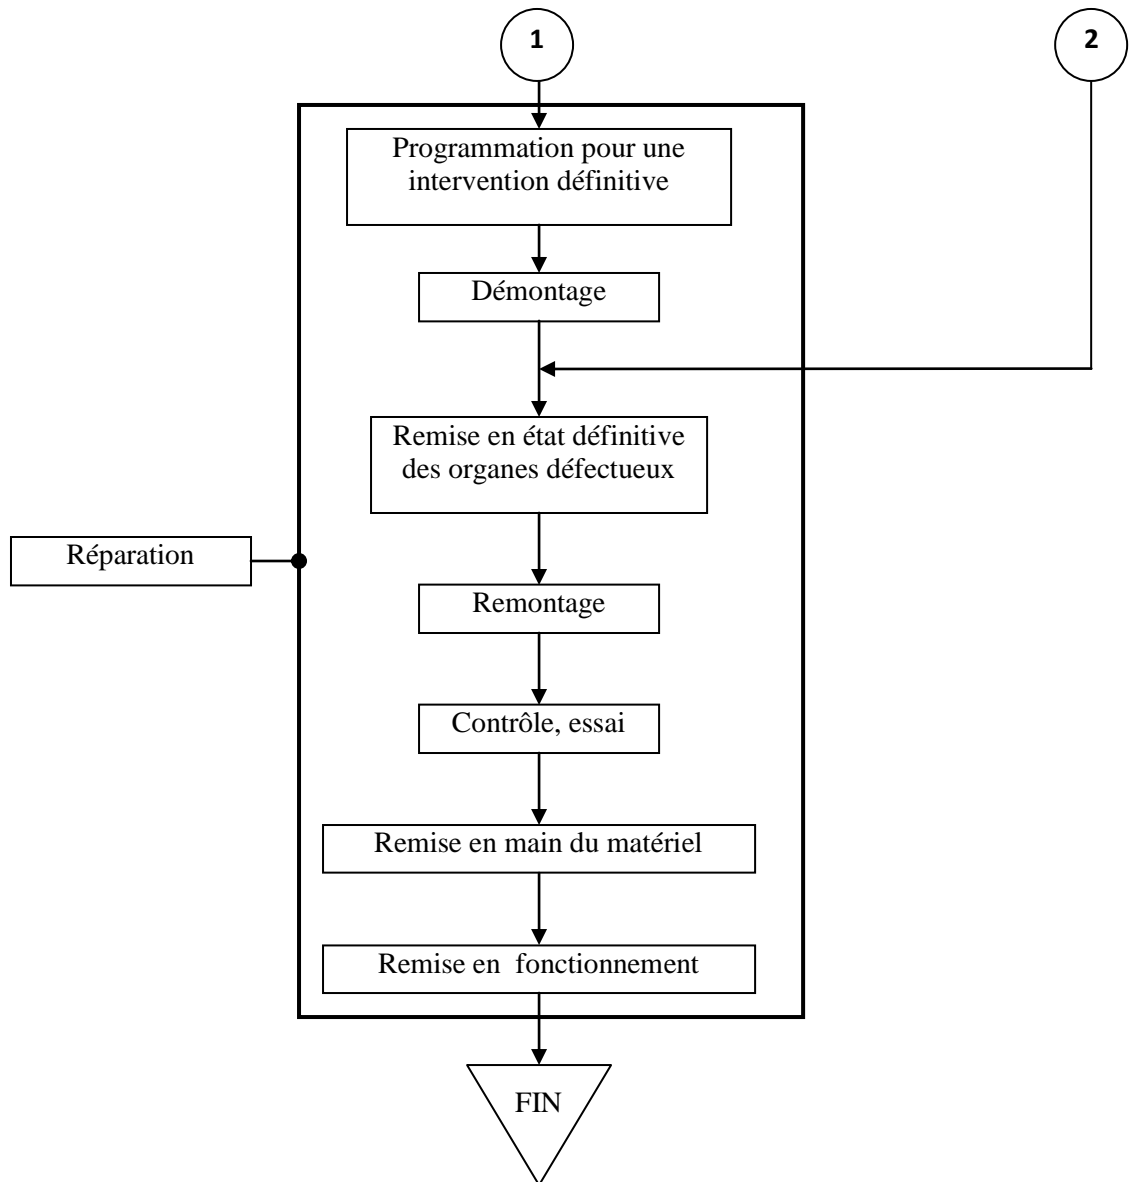 1
2
Programmation pour une
intervention définitive
Démontage
Remise en état définitive
des organes défectueux
Réparation
Remontage
Contrôle, essai
Remise en main du matériel
Remise en  fonctionnement
FIN